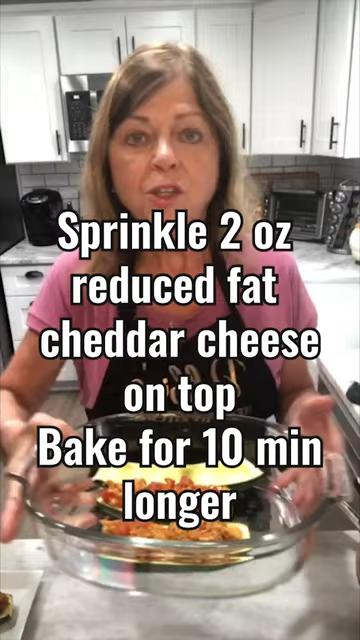 Sprinkle 2 oz
reduced fat
cheddar cheese
on top
Bake for 10 min
longer